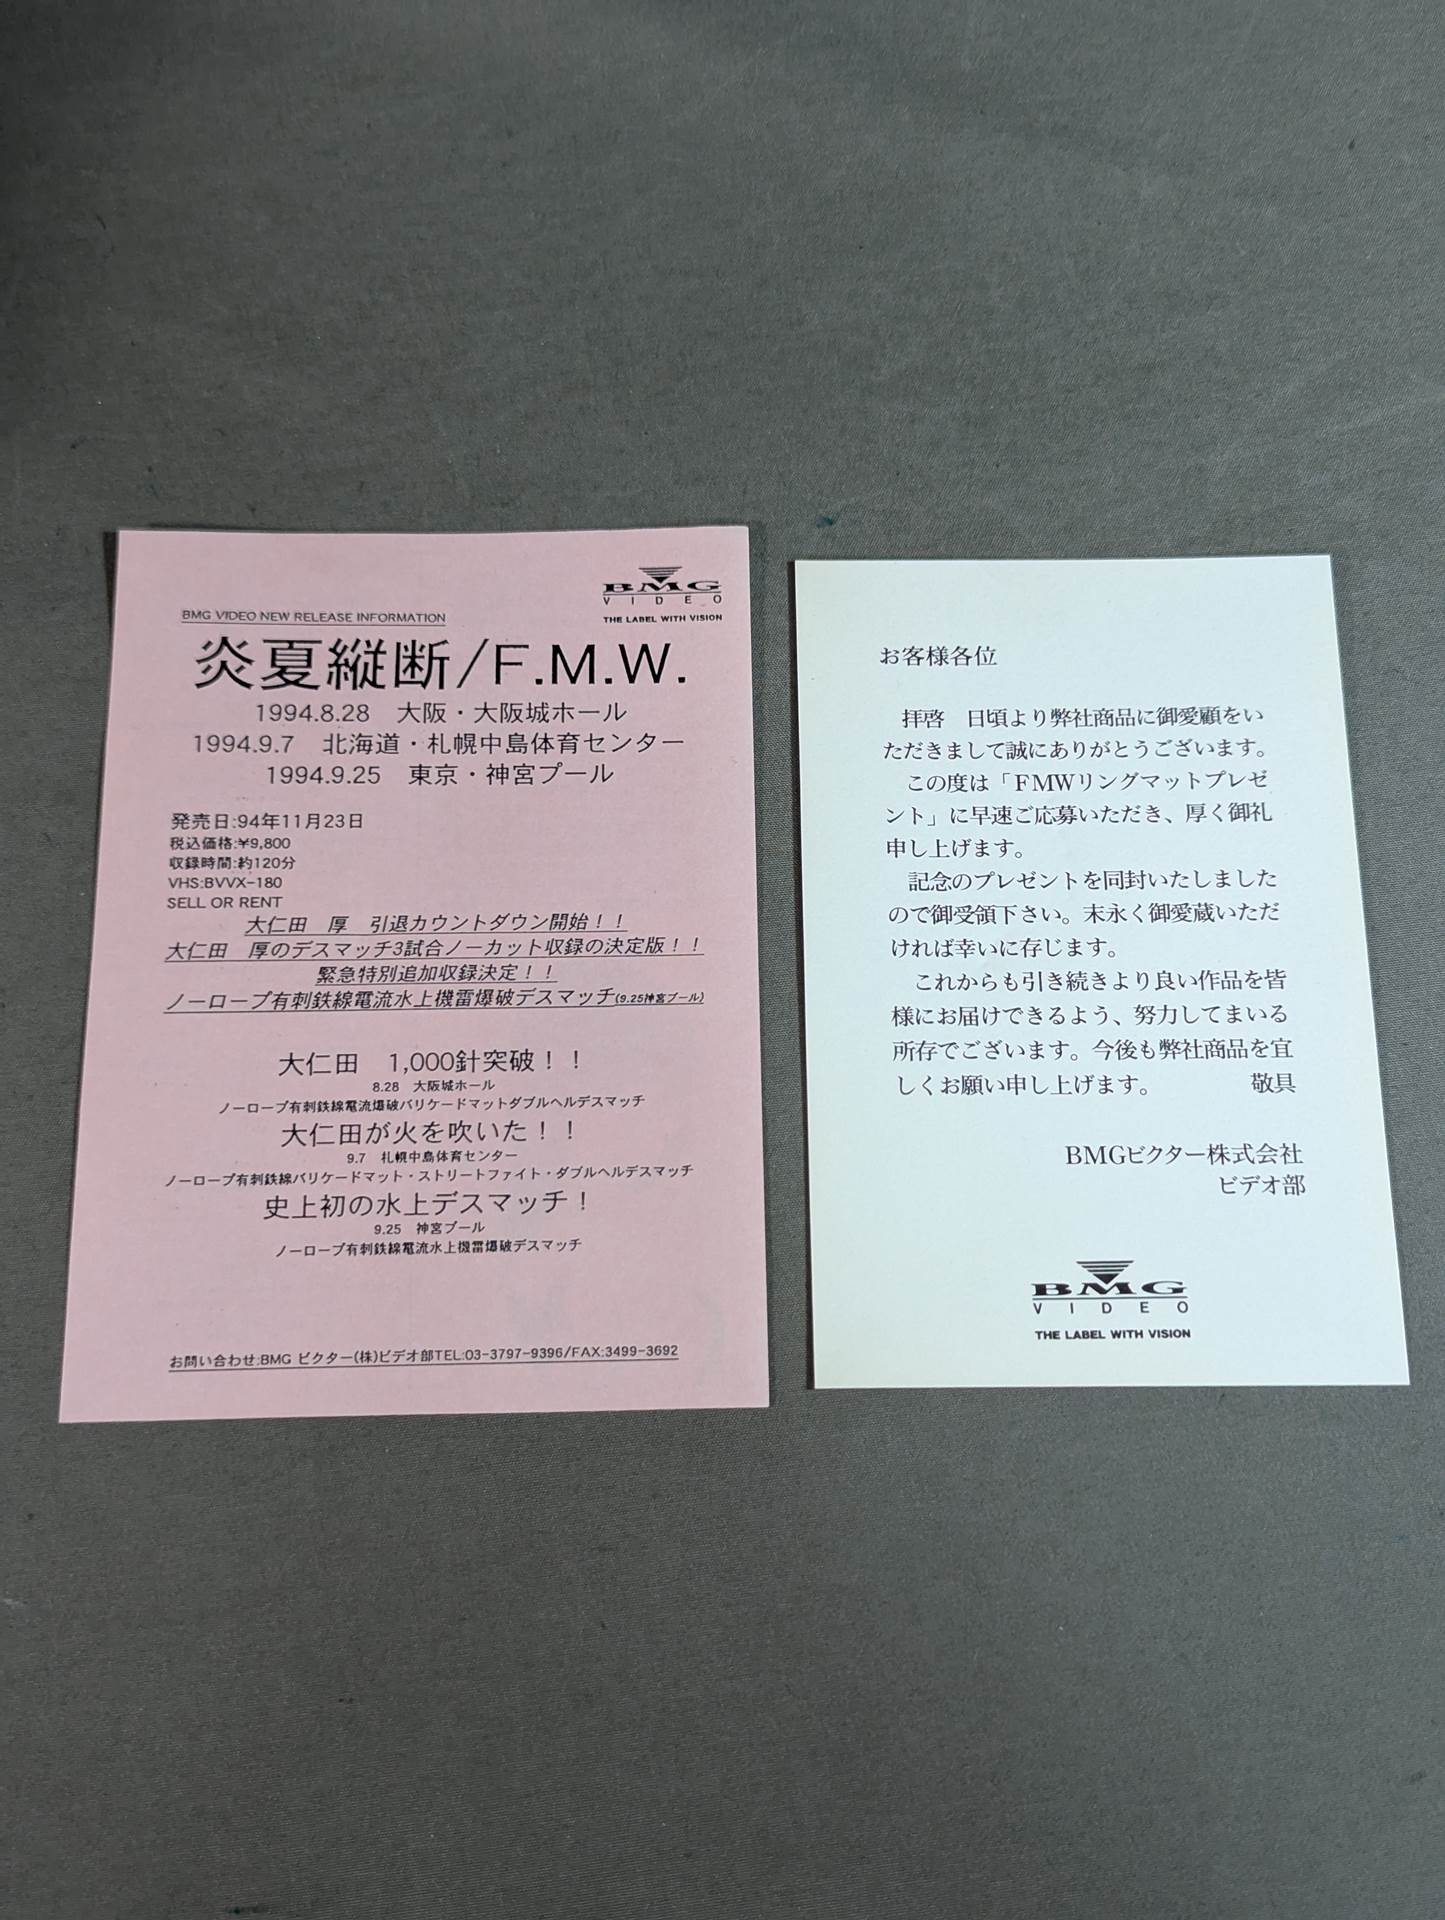 BMG
VIDEO
THE LABEL WITH VISION
BMG VIDEO NEW RELEASE INFORMATION
炎夏縦断/F.M.W.
1994.8.28 大阪・大阪城ホール
1994.9.7 北海道・札幌中島体育センター
1994.9.25 東京・神宮プール
発売日:94年11月23日
税込価格:¥9,800
収録時間:約120分
VHS:BVVX-180
SELL OR RENT
大仁田 厚 引退カウントダウン開始！！
大仁田 厚のデスマッチ3試合ノーカット収録の決定版！！
緊急特別追加収録決定！！
ノーロープ有刺鉄線電流水上機雷爆破デスマッチ(9.25神宮プール)
大仁田 1,000針突破！！
8.28 大阪城ホール
ノーロープ有刺鉄線電流爆破バリケードマットダブルヘルデスマッチ
大仁田が火を吹いた！！
9.7 札幌中島体育センター
ノーロープ有刺鉄線バリケードマット・ストリートファイト・ダブルヘルデスマッチ
史上初の水上デスマッチ！
9.25 神宮プール
ノーロープ有刺鉄線電流水上機雷爆破デスマッチ
お問い合わせ:BMG ビクター(株)ビデオ部TEL:03-3797-9396/FAX:3499-3692
お客様各位
拝啓 日頃より弊社商品に御愛顧をい
ただきまして誠にありがとうございます。
この度は「FMWリングマットプレゼ
ント」に早速ご応募いただき、厚く御礼
申し上げます。
記念のプレゼントを同封いたしました
ので御受領下さい。末永く御愛蔵いただ
ければ幸いに存じます。
これからも引き続きより良い作品を皆
様にお届けできるよう、努力してまいる
所存でございます。今後も弊社商品を宜
しくお願い申し上げます。 敬具
BMGビクター株式会社
ビデオ部
BMG
VIDEO
THE LABEL WITH VISION